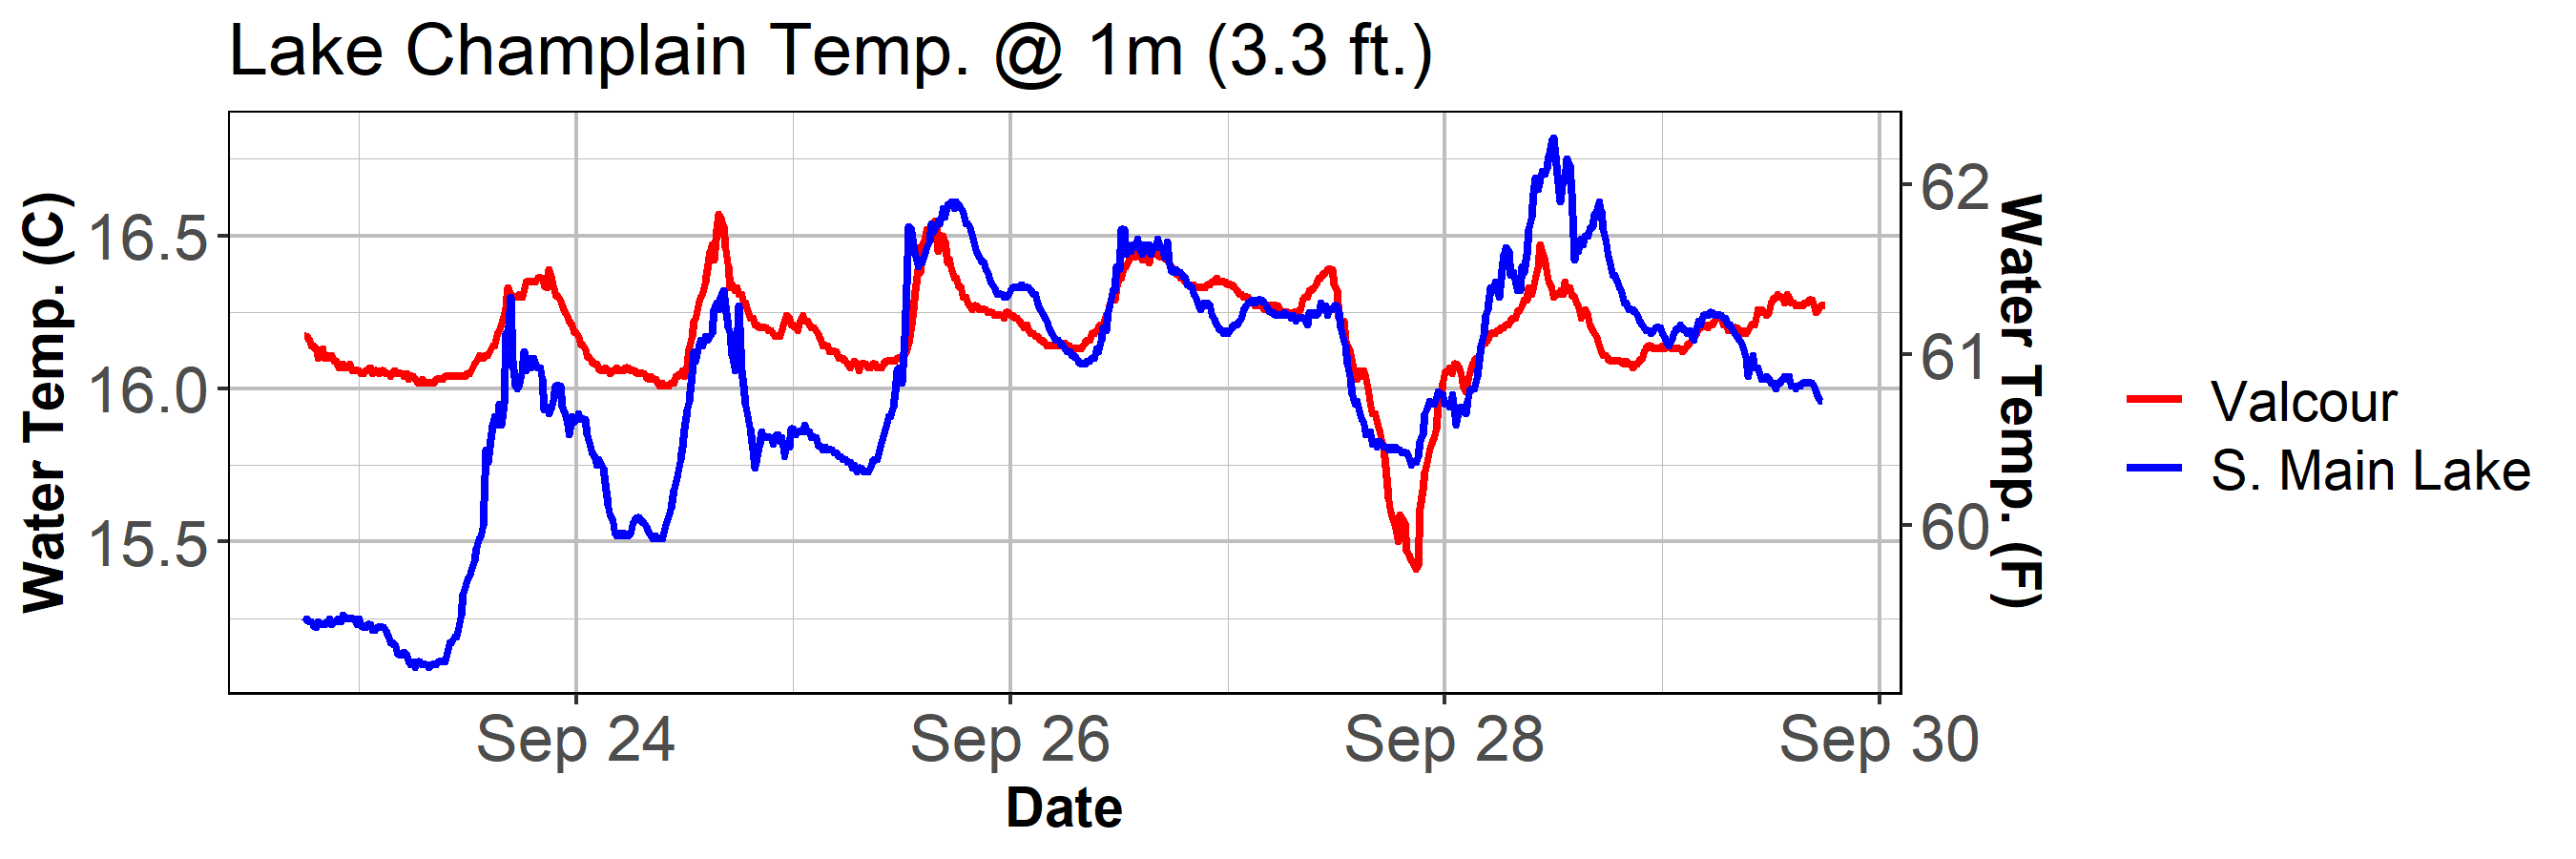 Lake Champlain Temp. @ 1m (3.3 ft.)
Water Temp. (C)
16.5
16.0
15.5
62
61
60
Water Temp. (F)
Sep 24
Sep 26
Sep 28
Sep 30
Date
Valcour
S. Main Lake